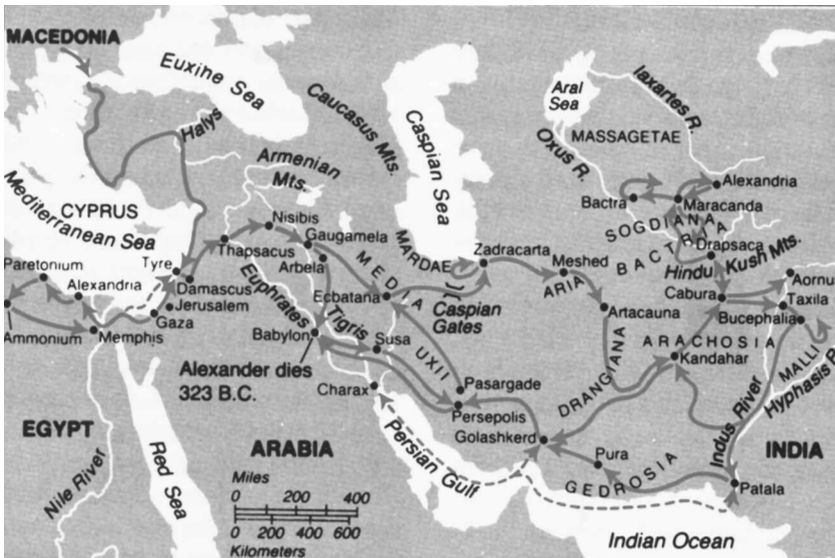 MACEDONIA
Euxihe Sea
Halys
Caucasus Mts.
Caspian Sea
Aral
Sea
Iaxartes R.
Oxus R.
MASSAGETAE
Armenian
Mts.
Mediterranean Sea
CYPRUS
Nisibis
Gaugamela
Thapsacus
Arbela
MEDIA
MARDAE
Zadracarta
Caspian
Gates
Meshed
ARIA
Artacauna
Bactra
Alexandria
Maracanda
SOGDIANA
BACTRIA
Drapsaca
Hindu Kush Mts.
Cabura
Aornu
Taxila
Bucephalia
Paretonium
Alexandria
Tyre
Damascus
Jerusalem
Gaza
Ammonium
Memphis
Euphrates
Tigris
Ecbatana
Babylon
Susa
UXII
Alexander dies
323 B.C.
Charax
Pasargade
Persepolis
Golashkerd
DRANGIANA
ARACHOSIA
Kandahar
MALLI
Hyphasis R
Indus River
INDIA
EGYPT
Nile River
Red Sea
ARABIA
Persian Gulf
Pura
GEDROSIA
Patala
Indian Ocean
Miles
0 200 400
0 200 400 600
Kilometers